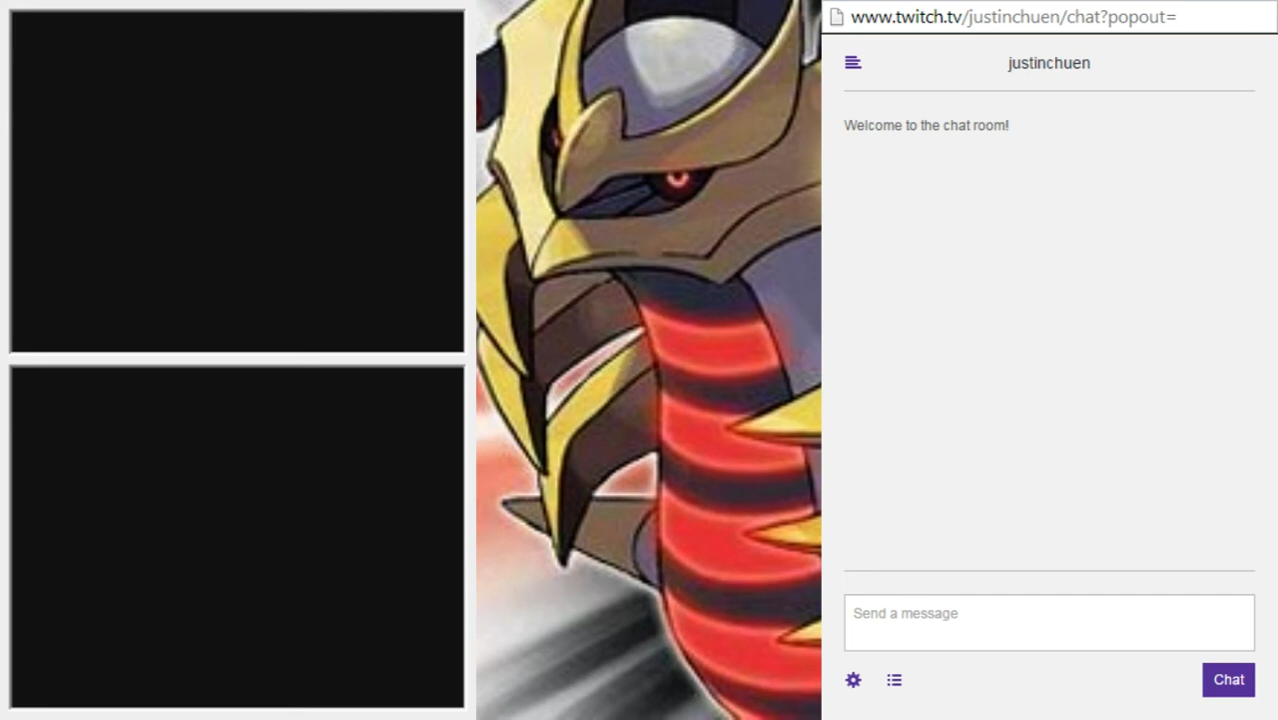 www.twitch.tv/justinchuen/chat?popout=
justinchuen
Welcome to the chat room!
Send a message
Chat